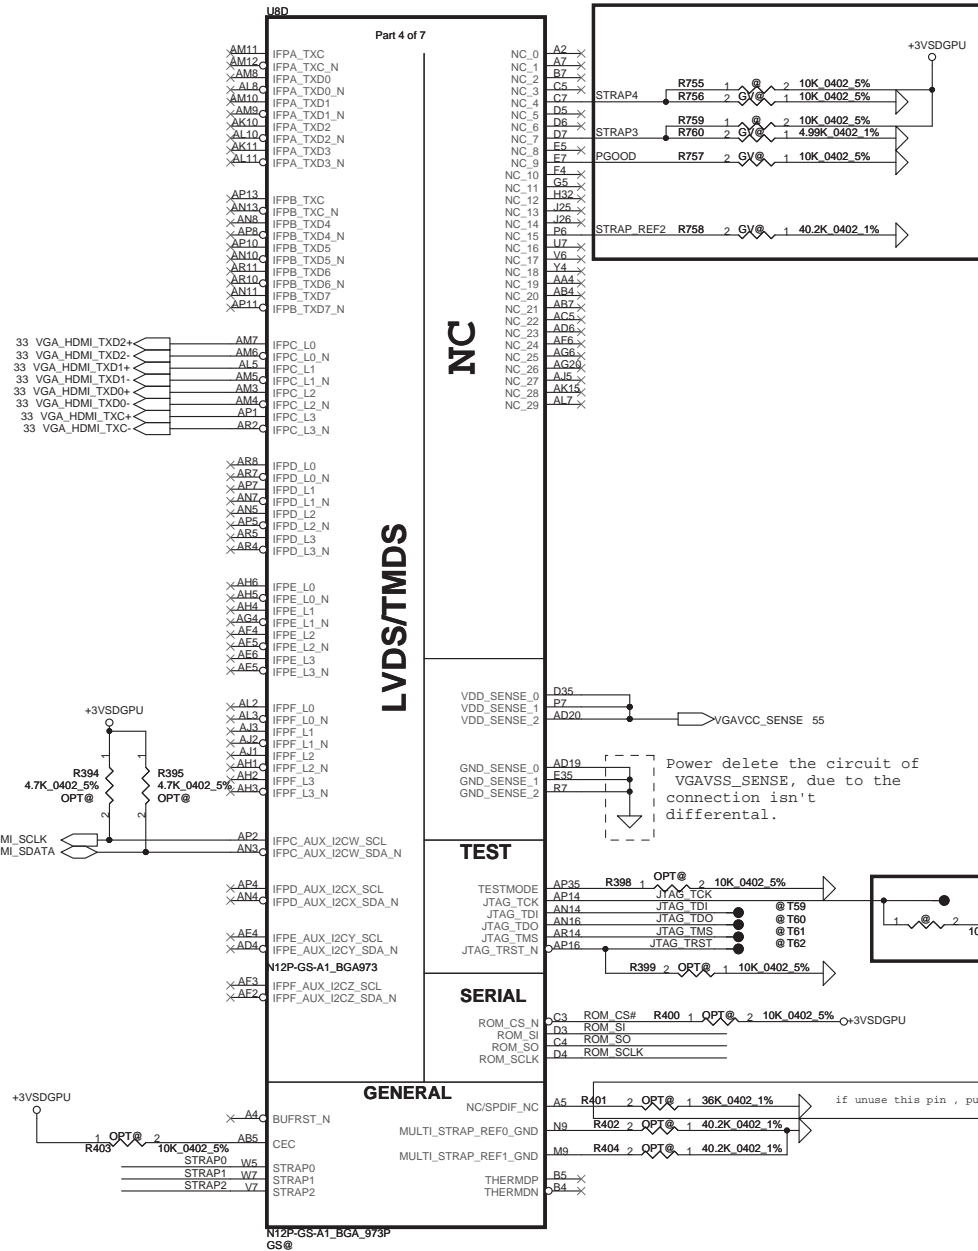 U8D
Part 4 of 7
AM11 IFPA_TXC
AM12 IFPA_TXC_N
AM8 IFPA_TXD0
AL8 IFPA_TXD0_N
AM10 IFPA_TXD1
AM9 IFPA_TXD1_N
AK10 IFPA_TXD2
AL10 IFPA_TXD2_N
AK11 IFPA_TXD3
AL11 IFPA_TXD3_N
AP13 IFPB_TXC
AN13 IFPB_TXC_N
AN8 IFPB_TXD4
AP8 IFPB_TXD4_N
AP10 IFPB_TXD5
AN10 IFPB_TXD5_N
AR11 IFPB_TXD6
AR10 IFPB_TXD6_N
AN11 IFPB_TXD7
AP11 IFPB_TXD7_N
33 VGA_HDMI_TXD2+ AM7 IFPC_L0
33 VGA_HDMI_TXD2- AM6 IFPC_L0_N
33 VGA_HDMI_TXD1+ AL5 IFPC_L1
33 VGA_HDMI_TXD1- AM5 IFPC_L1_N
33 VGA_HDMI_TXD0+ AM3 IFPC_L2
33 VGA_HDMI_TXD0- AM4 IFPC_L2_N
33 VGA_HDMI_TXC+ AP1 IFPC_L3
33 VGA_HDMI_TXC- AR2 IFPC_L3_N
AR8 IFPD_L0
AR7 IFPD_L0_N
AP7 IFPD_L1
AN7 IFPD_L1_N
AN5 IFPD_L2
AP5 IFPD_L2_N
AR5 IFPD_L3
AR4 IFPD_L3_N
AH6 IFPE_L0
AH5 IFPE_L0_N
AH4 IFPE_L1
AG4 IFPE_L1_N
AF4 IFPE_L2
AF5 IFPE_L2_N
AE6 IFPE_L3
AE5 IFPE_L3_N
AL2 IFPF_L0
AL3 IFPF_L0_N
AJ3 IFPF_L1
AJ2 IFPF_L1_N
AJ1 IFPF_L2
AH1 IFPF_L2_N
AH2 IFPF_L3
AH3 IFPF_L3_N
+3VSDGPU
1 1
R394
4.7K_0402_5%
OPT@
R395
4.7K_0402_5%
OPT@
2 2
MI_SCLK AP2 IFPC_AUX_I2CW_SCL
MI_SDATA AN3 IFPC_AUX_I2CW_SDA_N
AP4 IFPD_AUX_I2CX_SCL
AN4 IFPD_AUX_I2CX_SDA_N
AE4 IFPE_AUX_I2CY_SCL
AD4 IFPE_AUX_I2CY_SDA_N
N12P-GS-A1_BGA973
AF3 IFPF_AUX_I2CZ_SCL
AF2 IFPF_AUX_I2CZ_SDA_N
LVDS/TMDS
NC
NC_0 A2
NC_1 A7
NC_2 B7
NC_3 C5
NC_4 C7
NC_5 D5
NC_6 D6
NC_7 D7
NC_8 E5
NC_9 E7
NC_10 F4
NC_11 G5
NC_12 H32
NC_13 J25
NC_14 J26
NC_15 P6
NC_16 U7
NC_17 V6
NC_18 Y4
NC_19 AA4
NC_20 AB4
NC_21 AB7
NC_22 AC5
NC_23 AD6
NC_24 AF6
NC_25 AG6
NC_26 AG20
NC_27 AJ5
NC_28 AK15
NC_29 AL7
+3VSDGPU
R755 1 @ 2 10K_0402_5%
STRAP4 R756 2 GV@ 1 10K_0402_5%
R759 1 @ 2 10K_0402_5%
STRAP3 R760 2 GV@ 1 4.99K_0402_1%
PGOOD R757 2 GV@ 1 10K_0402_5%
STRAP_REF2 R758 2 GV@ 1 40.2K_0402_1%
VDD_SENSE_0 D35
VDD_SENSE_1 P7
VDD_SENSE_2 AD20
VGAVCC_SENSE 55
GND_SENSE_0 AD19
GND_SENSE_1 E35
GND_SENSE_2 R7
Power delete the circuit of
VGAVSS_SENSE, due to the
connection isn't
differental.
TEST
TESTMODE AP35 R398 1 OPT@ 2 10K_0402_5%
JTAG_TCK AP14 JTAG_TCK
JTAG_TDI AN14 JTAG_TDI @ T59
JTAG_TDO AN16 JTAG_TDO @ T60
JTAG_TMS AR14 JTAG_TMS @ T61
JTAG_TRST_N AP16 JTAG_TRST @ T62
1 @ 2
10
R399 2 OPT@ 1 10K_0402_5%
SERIAL
ROM_CS_N C3 ROM_CS# R400 1 OPT@ 2 10K_0402_5% +3VSDGPU
ROM_SI D3 ROM_SI
ROM_SO C4 ROM_SO
ROM_SCLK D4 ROM_SCLK
GENERAL
NC/SPDIF_NC A5 R401 2 OPT@ 1 36K_0402_1%
if unuse this pin , pu
MULTI_STRAP_REF0_GND N9 R402 2 OPT@ 1 40.2K_0402_1%
MULTI_STRAP_REF1_GND M9 R404 2 OPT@ 1 40.2K_0402_1%
THERMDP B5
THERMDN B4
+3VSDGPU
A4 BUFRST_N
R403 1 OPT@ 2 10K_0402_5% AB5 CEC
STRAP0 W5 STRAP0
STRAP1 W7 STRAP1
STRAP2 V7 STRAP2
N12P-GS-A1_BGA_973P
GS@